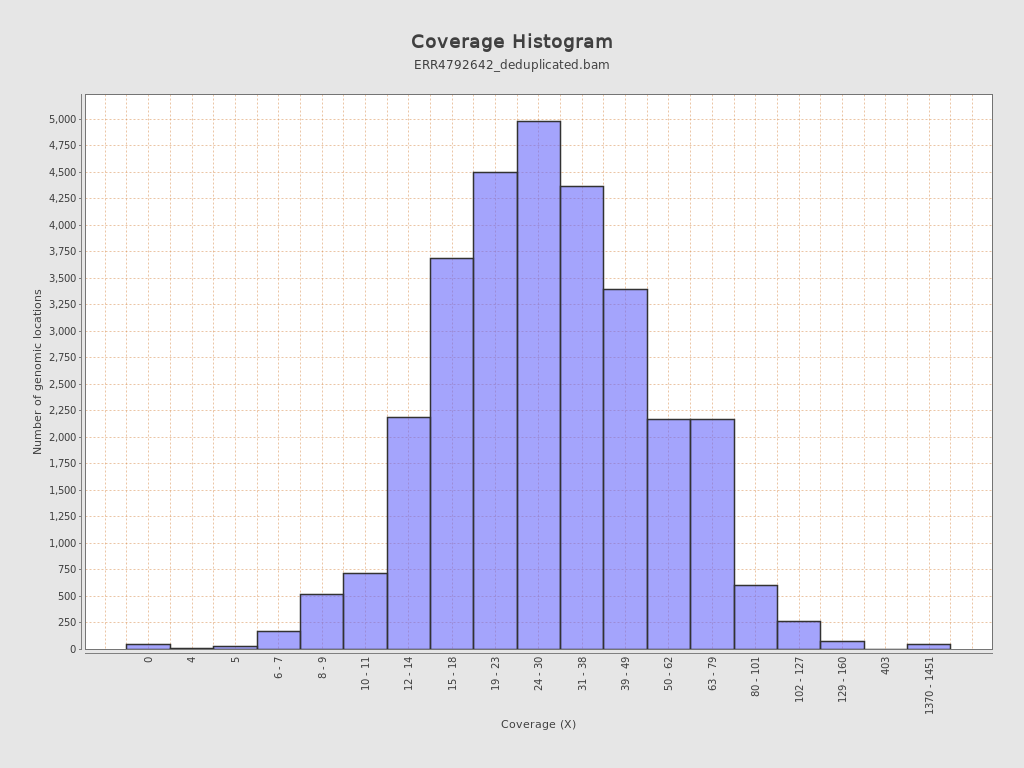 Coverage Histogram
ERR4792642_deduplicated.bam
Number of genomic locations
5,000
4,750
4,500
4,250
4,000
3,750
3,500
3,250
3,000
2,750
2,500
2,250
2,000
1,750
1,500
1,250
1,000
750
500
250
0
0
4
5
6 - 7
8 - 9
10 - 11
12 - 14
15 - 18
19 - 23
24 - 30
31 - 38
39 - 49
50 - 62
63 - 79
80 - 101
102 - 127
129 - 160
403
1370 - 1451
Coverage (X)